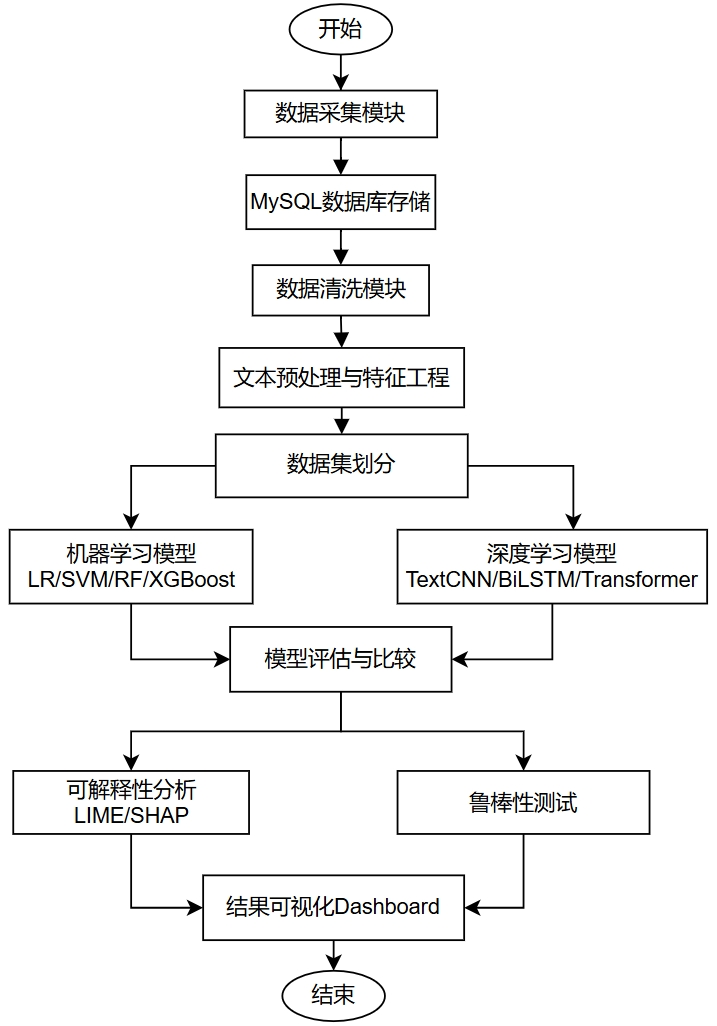 开始
数据采集模块
MySQL数据库存储
数据清洗模块
文本预处理与特征工程
数据集划分
机器学习模型
LR/SVM/RF/XGBoost
深度学习模型
TextCNN/BiLSTM/Transformer
模型评估与比较
可解释性分析
LIME/SHAP
鲁棒性测试
结果可视化Dashboard
结束